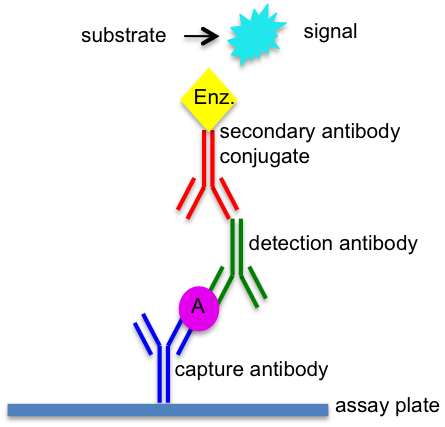 substrate
signal
Enz.
secondary antibody
conjugate
detection antibody
A
capture antibody
assay plate